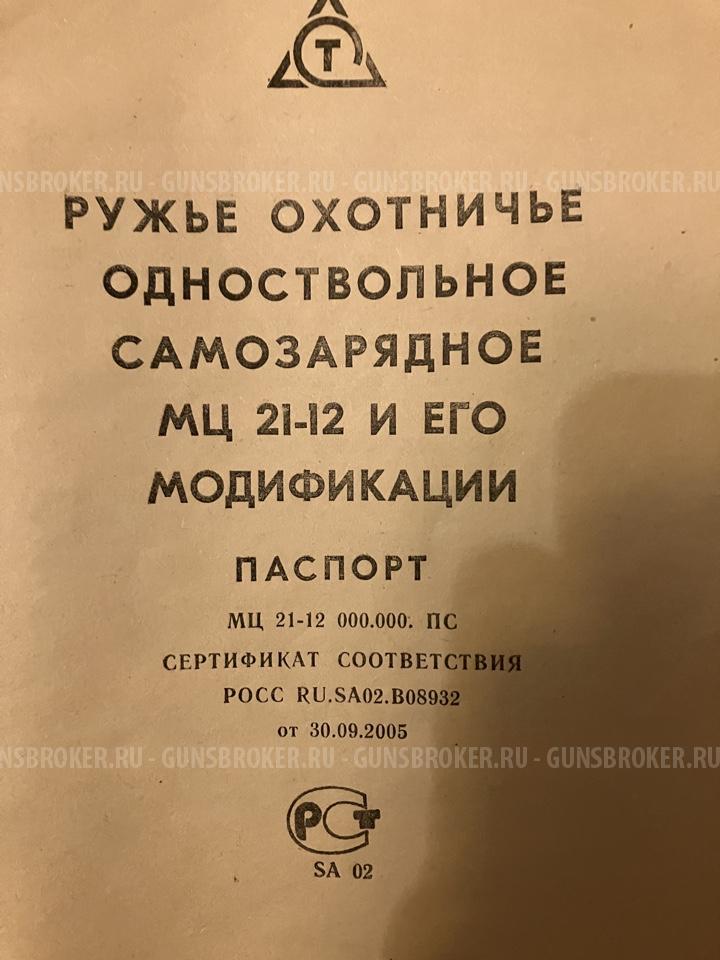 Т
NSBROKER.RU - GUNSBROKER.RU - GUNSBROKER.RU - GUNSBROKER.RU
РУЖЬЕ ОХОТНИЧЬЕ
ОДНОСТВОЛЬНОЕ
САМОЗАРЯДНОЕ
МЦ 21-12 И ЕГО
МОДИФИКАЦИИ
ПАСПОРТ
МЦ 21-12 000.000. ПС
СЕРТИФИКАТ СООТВЕТСТВИЯ
РОСС RU.SA02.B08932
от 30.09.2005
NSBROKER.RU - GUNSBROKER.RU - GUNSBROKER.RU - GUNSBROKER.RU
РСТ
SA 02